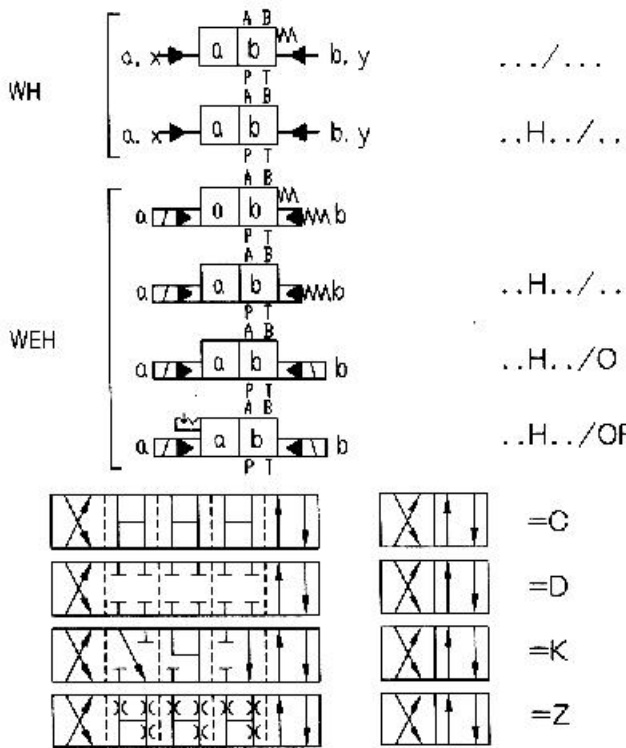 A B
a. x a b b. y .../...
P T
WH
A B
a. x a b b. y ..H../..
P T
A B
a a b b
P T
A B
a a b b ..H../..
P T
WEH
A B
a a b b ..H../O
P T
A B
a a b b ..H../OF
P T
=C
=D
=K
=Z